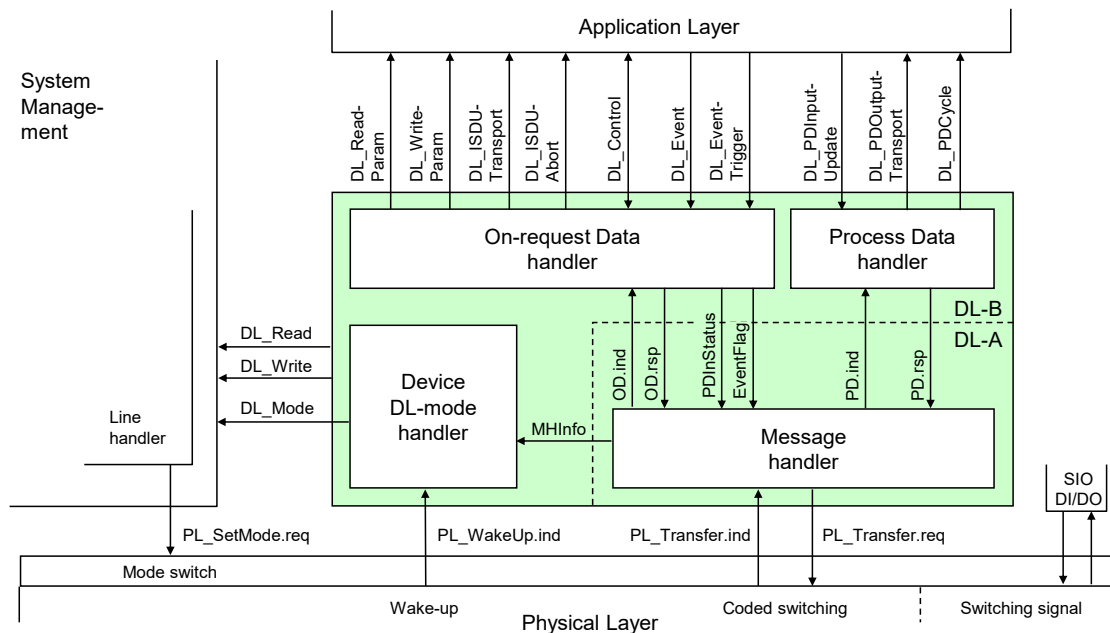 Application Layer
System
Manage-
ment
DL_Read-
Param
DL_Write-
Param
DL_ISDU-
Transport
DL_ISDU-
Abort
DL_Control
DL_Event
DL_Event-
Trigger
DL_PDInput-
Update
DL_PDOutput-
Transport
DL_PDCycle
On-request Data
handler
Process Data
handler
DL-B
DL-A
OD.ind
OD.rsp
PDInStatus
EventFlag
PD.ind
PD.rsp
DL_Read
DL_Write
DL_Mode
Device
DL-mode
handler
MHInfo
Message
handler
Line
handler
SIO
DI/DO
PL_SetMode.req
PL_WakeUp.ind
PL_Transfer.ind
PL_Transfer.req
Mode switch
Wake-up
Coded switching
Switching signal
Physical Layer